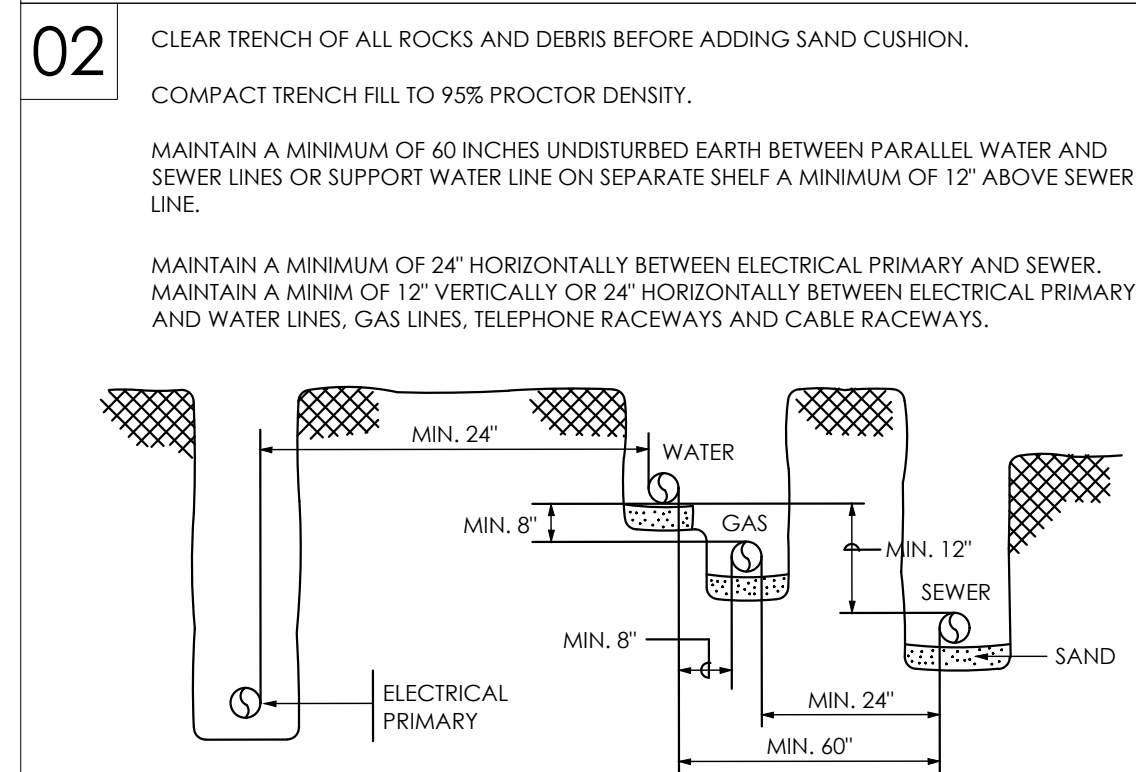 02
CLEAR TRENCH OF ALL ROCKS AND DEBRIS BEFORE ADDING SAND CUSHION.
COMPACT TRENCH FILL TO 95% PROCTOR DENSITY.
MAINTAIN A MINIMUM OF 60 INCHES UNDISTURBED EARTH BETWEEN PARALLEL WATER AND
SEWER LINES OR SUPPORT WATER LINE ON SEPARATE SHELF A MINIMUM OF 12" ABOVE SEWER
LINE.
MAINTAIN A MINIMUM OF 24" HORIZONTALLY BETWEEN ELECTRICAL PRIMARY AND SEWER.
MAINTAIN A MINIM OF 12" VERTICALLY OR 24" HORIZONTALLY BETWEEN ELECTRICAL PRIMARY
AND WATER LINES, GAS LINES, TELEPHONE RACEWAYS AND CABLE RACEWAYS.
MIN. 24"
WATER
MIN. 8"
GAS
MIN. 12"
SEWER
MIN. 8"
SAND
ELECTRICAL
PRIMARY
MIN. 24"
MIN. 60"